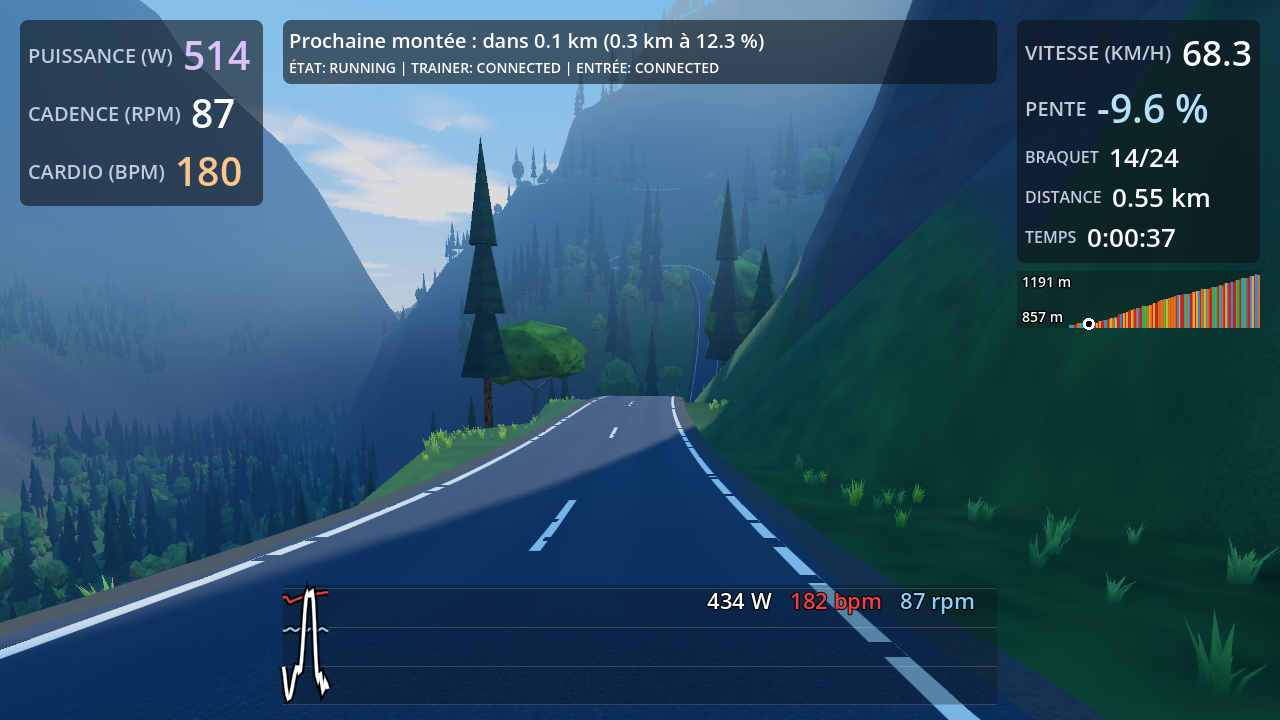 PUISSANCE (W) 514
CADENCE (RPM) 87
CARDIO (BPM) 180
Prochaine montée : dans 0.1 km (0.3 km à 12.3 %)
ÉTAT: RUNNING | TRAINER: CONNECTED | ENTRÉE: CONNECTED
VITESSE (KM/H) 68.3
PENTE -9.6 %
BRAQUET 14/24
DISTANCE 0.55 km
TEMPS 0:00:37
1191 m
857 m
434 W 182 bpm 87 rpm